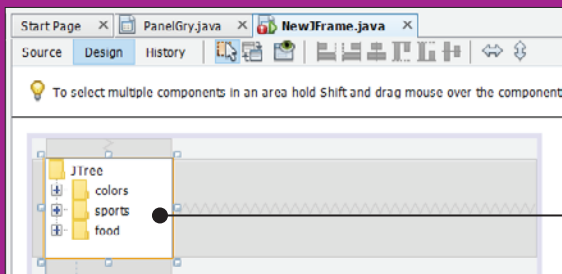 Start Page PanelGry.java NewJFrame.java
Source Design History
To select multiple components in an area hold Shift and drag mouse over the component
JTree
colors
sports
food